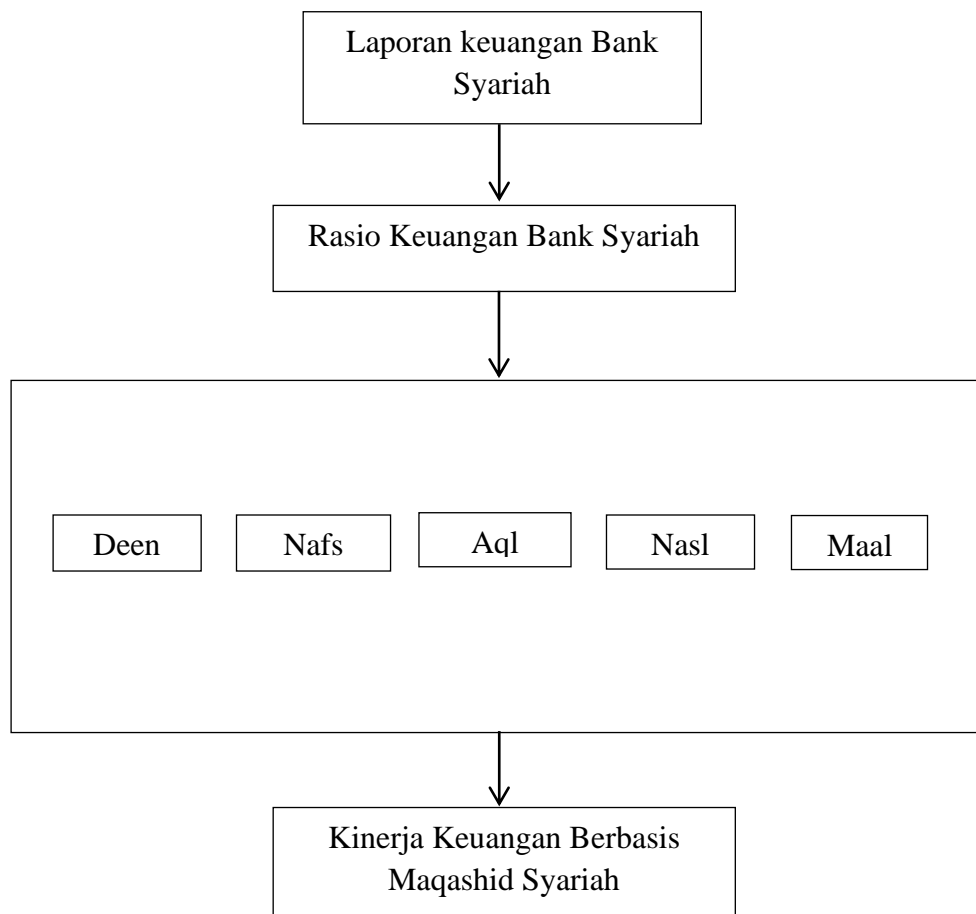 Laporan keuangan Bank
Syariah
Rasio Keuangan Bank Syariah
Deen
Nafs
Aql
Nasl
Maal
Kinerja Keuangan Berbasis
Maqashid Syariah